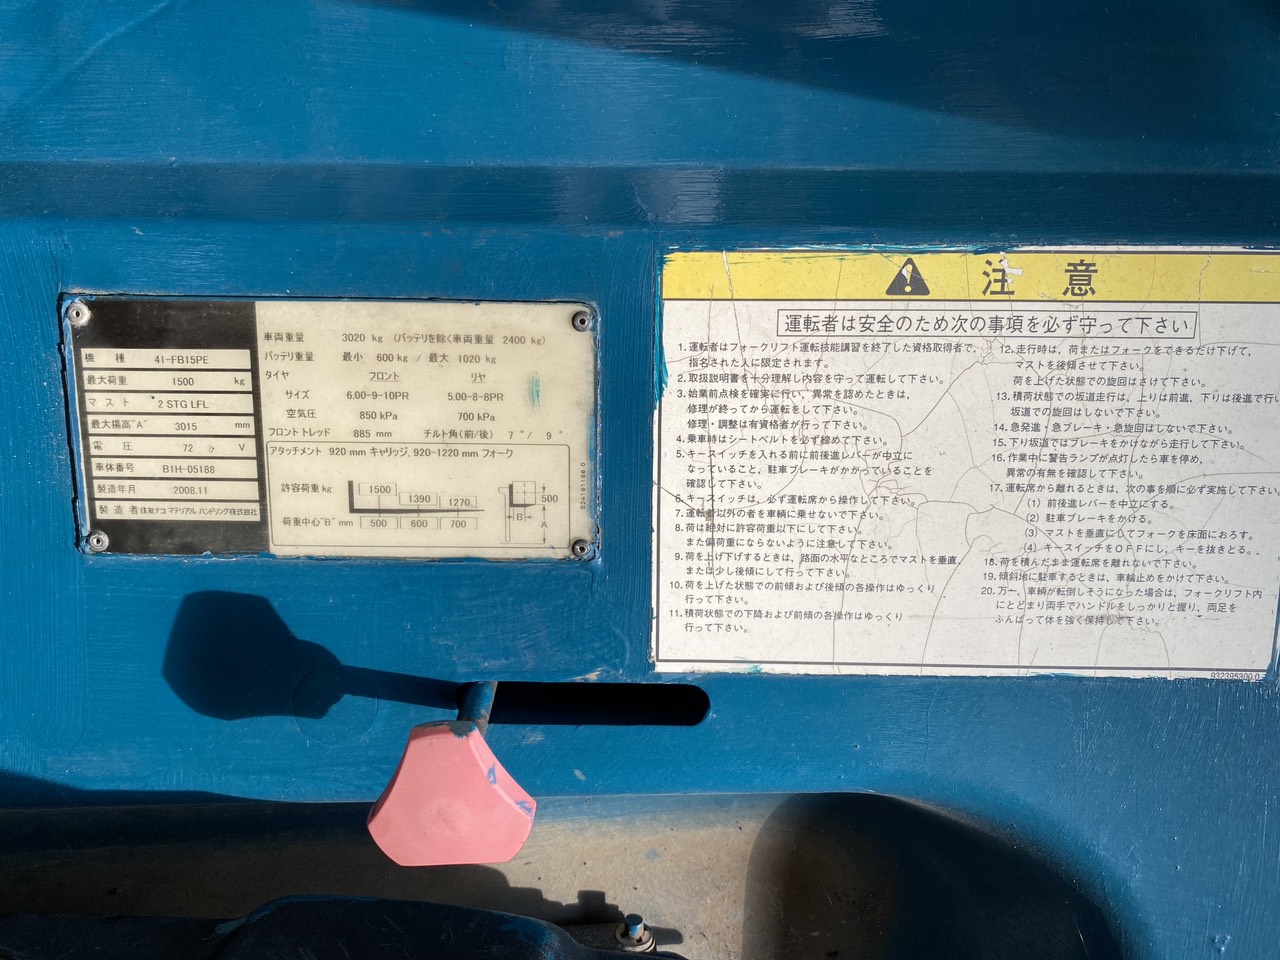 機 種 41-FB15PE
最大荷重 1500 kg
マスト 2 STG LFL
最大揚高"A" 3015 mm
電 圧 72 V
車体番号 B1H-05188
製造年月 2008.11
製 造 者 住友ナコ マテリアル ハンドリング株式会社
車両重量 3020 kg (バッテリを除く車両重量 2400 kg)
バッテリ重量 最小 600 kg / 最大 1020 kg
タイヤ フロント リヤ
サイズ 6.00-9-10PR 5.00-8-8PR
空気圧 850 kPa 700 kPa
フロントトレッド 885 mm チルト角(前/後) 7°/ 9°
アタッチメント 920 mm キャリッジ, 920-1220 mm フォーク
許容荷重 kg 1500 1390 1270
荷重中心"B" mm 500 600 700
500
B
A
注 意
運転者は安全のため次の事項を必ず守って下さい
1. 運転者はフォークリフト運転技能講習を終了した資格取得者で、
指名された人に限定されます。
2. 取扱説明書を十分理解し内容を守って運転して下さい。
3. 始業前点検を確実に行い、異常を認めたときは、
修理が終ってから運転をして下さい。
修理・調整は有資格者が行って下さい。
4. 乗車時はシートベルトを必ず締めて下さい。
5. キースイッチを入れる前に前後進レバーが中立に
なっていること、駐車ブレーキがかかっていることを
確認して下さい。
6. キースイッチは、必ず運転席から操作して下さい。
7. 運転者以外の者を車輌に乗せないで下さい。
8. 荷は絶対に許容荷重以下にして下さい。
また偏荷重にならないように注意して下さい。
9. 荷を上げ下げするときは、路面の水平なところでマストを垂直、
または少し後傾にして行って下さい。
10. 荷を上げた状態での前傾および後傾の各操作はゆっくり
行って下さい。
11. 積荷状態での下降および前傾の各操作はゆっくり
行って下さい。
12. 走行時は、荷またはフォークをできるだけ下げて、
マストを後傾させて下さい。
荷を上げた状態での旋回はさけて下さい。
13. 積荷状態での坂道走行は、上りは前進、下りは後進で行い
坂道での旋回はしないで下さい。
14. 急発進・急ブレーキ・急旋回はしないで下さい。
15. 下り坂道ではブレーキをかけながら走行して下さい。
16. 作業中に警告ランプが点灯したら車を停め、
異常の有無を確認して下さい。
17. 運転席から離れるときは、次の事を順に必ず実施して下さい。
(1) 前後進レバーを中立にする。
(2) 駐車ブレーキをかける。
(3) マストを垂直にしてフォークを床面におろす。
(4) キースイッチをOFFにし、キーを抜きとる。
18. 荷を積んだまま運転席を離れないで下さい。
19. 傾斜地に駐車するときは、車輪止めをかけて下さい。
20. 万一、車輌が転倒しそうになった場合は、フォークリフト内
にとどまり両手でハンドルをしっかりと握り、両足を
ふんばって体を強く保持して下さい。